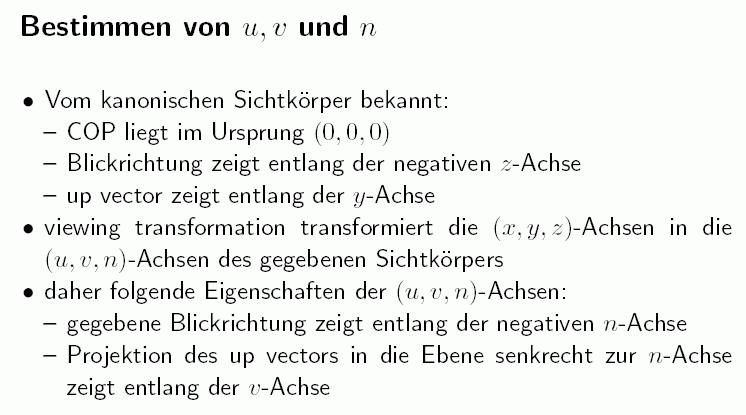 Bestimmen von u, v und n
• Vom kanonischen Sichtkörper bekannt:
– COP liegt im Ursprung (0, 0, 0)
– Blickrichtung zeigt entlang der negativen z-Achse
– up vector zeigt entlang der y-Achse
• viewing transformation transformiert die (x, y, z)-Achsen in die
(u, v, n)-Achsen des gegebenen Sichtkörpers
• daher folgende Eigenschaften der (u, v, n)-Achsen:
– gegebene Blickrichtung zeigt entlang der negativen n-Achse
– Projektion des up vectors in die Ebene senkrecht zur n-Achse
zeigt entlang der v-Achse